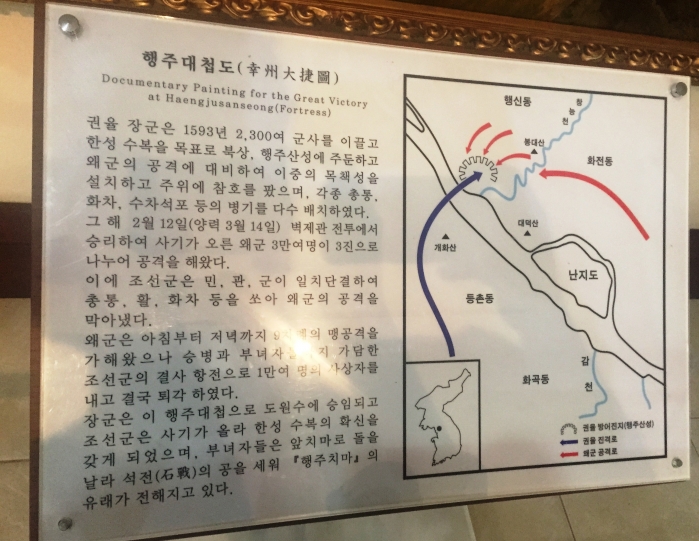 행주대첩도(幸州大捷圖)
Documentary Painting for the Great Victory
at Haengjusanseong(Fortress)
권율 장군은 1593년 2,300여 군사를 이끌고
한성 수복을 목표로 북상, 행주산성에 주둔하고
왜군의 공격에 대비하여 이중의 목책성을
설치하고 주위에 참호를 팠으며, 각종 총통,
화차, 수차석포 등의 병기를 다수 배치하였다.
그 해 2월 12일(양력 3월 14일) 벽제관 전투에서
승리하여 사기가 오른 왜군 3만여명이 3진으로
나누어 공격을 해왔다.
이에 조선군은 민, 관, 군이 일치단결하여
총통, 활, 화차 등을 쏘아 왜군의 공격을
막아냈다.
왜군은 아침부터 저녁까지 맹공격을
가해왔으나 승병과 가담한
조선군의 결사 항전으로 1만여 명의
내고 결국 퇴각 하였다.
장군은 이 행주대첩으로 도원수에 승임되고
조선군은 사기가 올라 한성 수복의 확신을
갖게 되었으며, 부녀자들은 앞치마로 돌을
날라 석전(石戰)의 공을 세워 『행주치마』의
유래가 전해지고 있다.
행신동
창능천
봉대산
화전동
대덕산
개화산
난지도
등촌동
화곡동
감천
권율 방어진지(행주산성)
권율 진격로
왜군 공격로